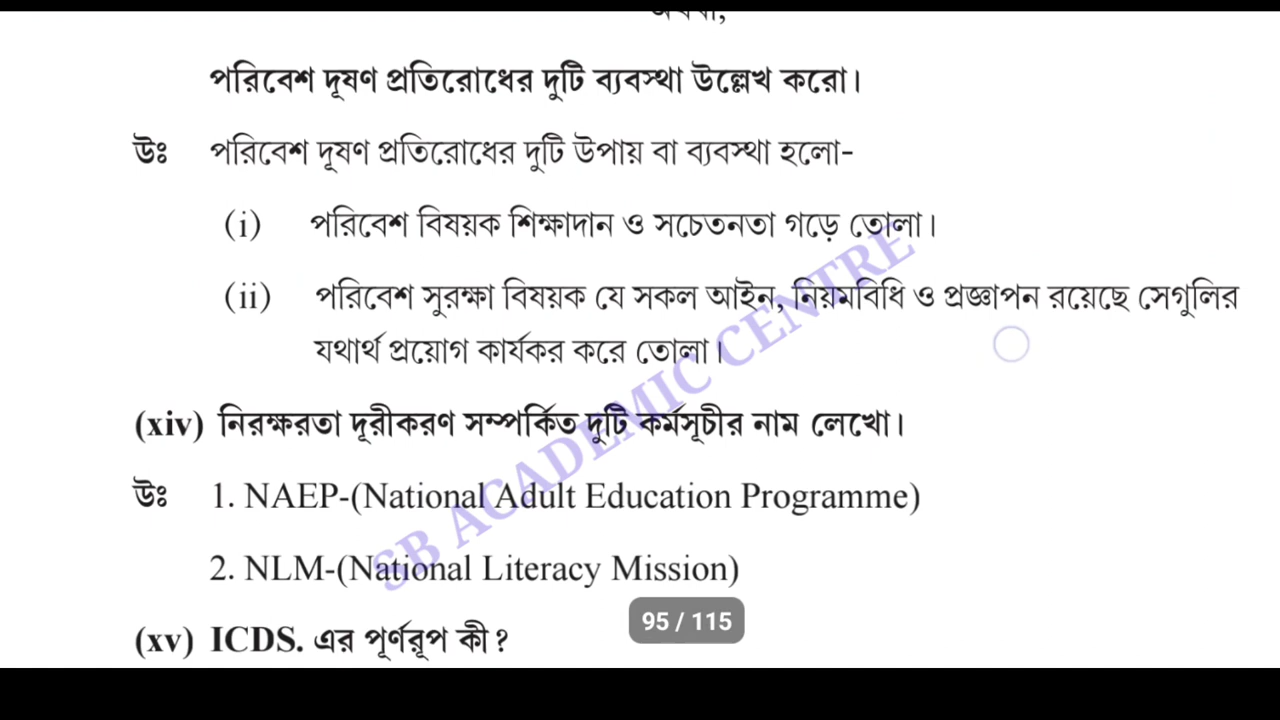 অথবা,
পরিবেশ দূষণ প্রতিরোধের দুটি ব্যবস্থা উল্লেখ করো।
উঃ পরিবেশ দূষণ প্রতিরোধের দুটি উপায় বা ব্যবস্থা হলো-
(i) পরিবেশ বিষয়ক শিক্ষাদান ও সচেতনতা গড়ে তোলা।
(ii) পরিবেশ সুরক্ষা বিষয়ক যে সকল আইন, নিয়মবিধি ও প্রজ্ঞাপন রয়েছে সেগুলির
যথার্থ প্রয়োগ কার্যকর করে তোলা।
(xiv) নিরক্ষরতা দূরীকরণ সম্পর্কিত দুটি কর্মসূচীর নাম লেখো।
উঃ 1. NAEP-(National Adult Education Programme)
2. NLM-(National Literacy Mission)
(xv) ICDS. এর পূর্ণরূপ কী?
SB ACADEMIC CENTRE
95 / 115